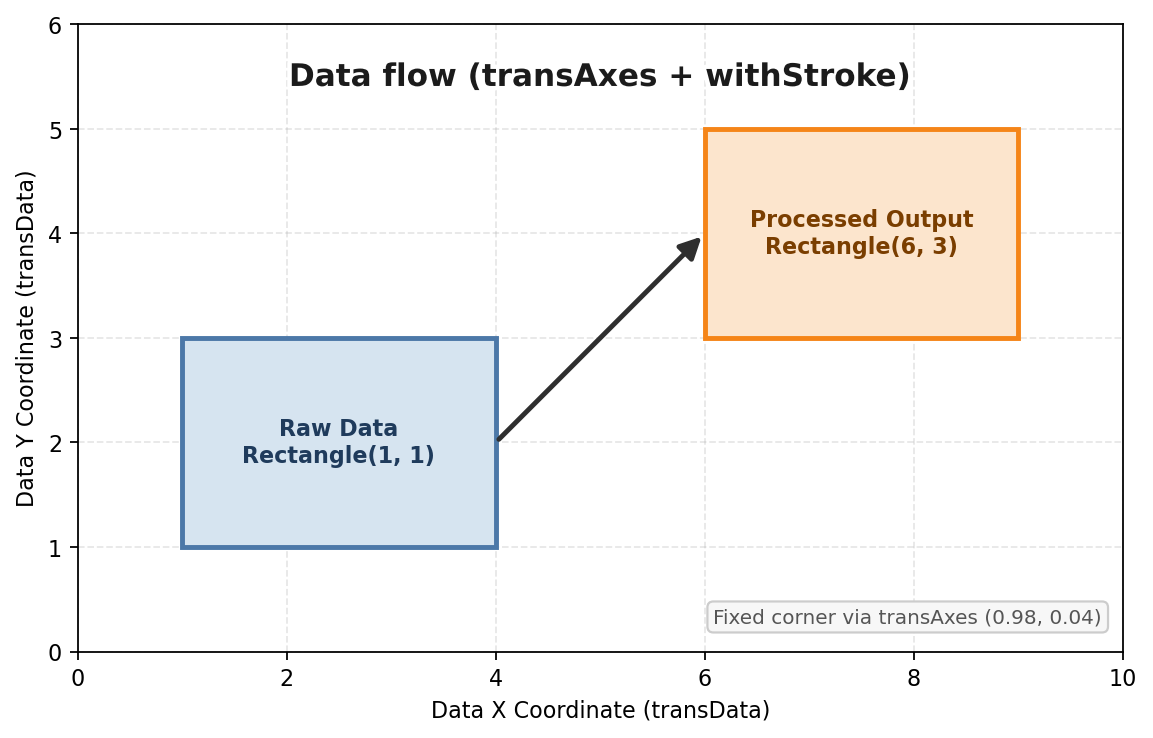 Data flow (transAxes + withStroke)
6
5
4
3
2
1
0
Data Y Coordinate (transData)
Processed Output
Rectangle(6, 3)
Raw Data
Rectangle(1, 1)
Fixed corner via transAxes (0.98, 0.04)
0 2 4 6 8 10
Data X Coordinate (transData)